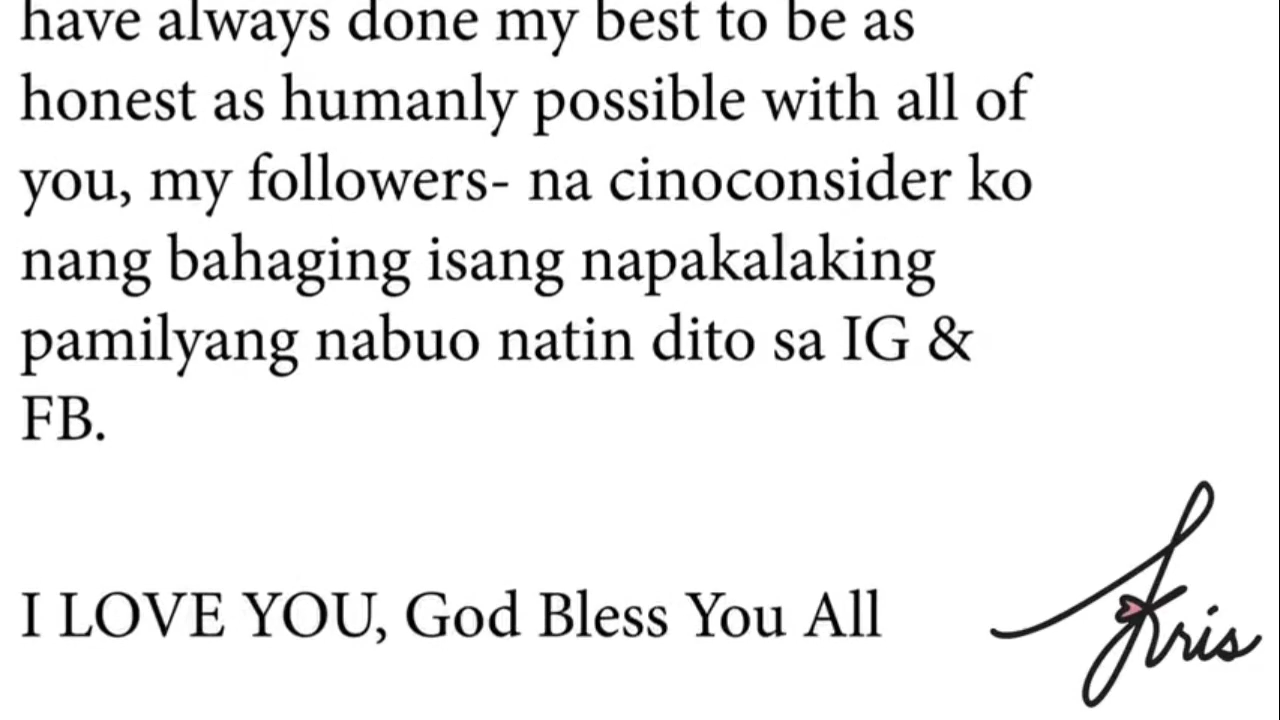 have always done my best to be as
honest as humanly possible with all of
you, my followers- na cinoconsider ko
nang bahaging isang napakalaking
pamilyang nabuo natin dito sa IG &
FB.
I LOVE YOU, God Bless You All
Kris